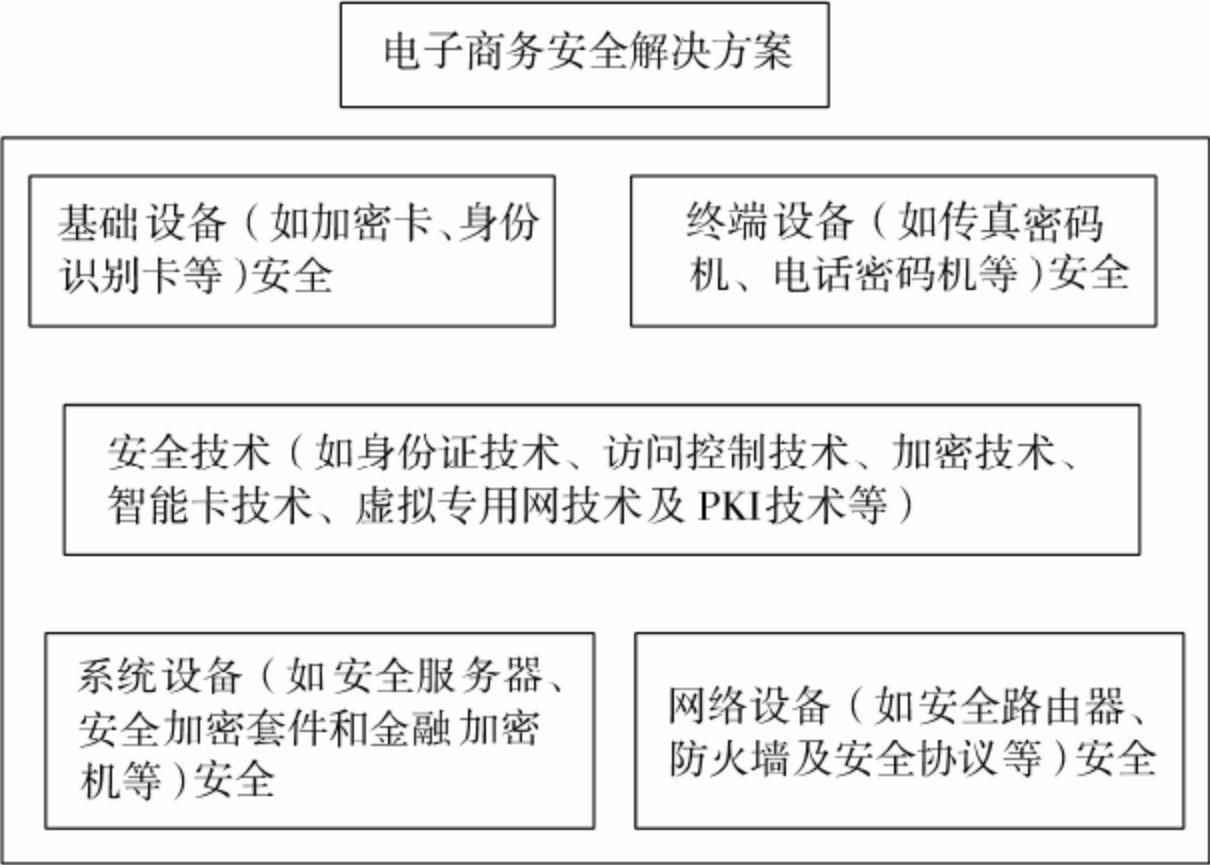 电子商务安全解决方案
基础设备（如加密卡、身份
识别卡等）安全
终端设备（如传真密码
机、电话密码机等）安全
安全技术（如身份证技术、访问控制技术、加密技术、
智能卡技术、虚拟专用网技术及PKI技术等）
系统设备（如安全服务器、
安全加密套件和金融加密
机等）安全
网络设备（如安全路由器、
防火墙及安全协议等）安全